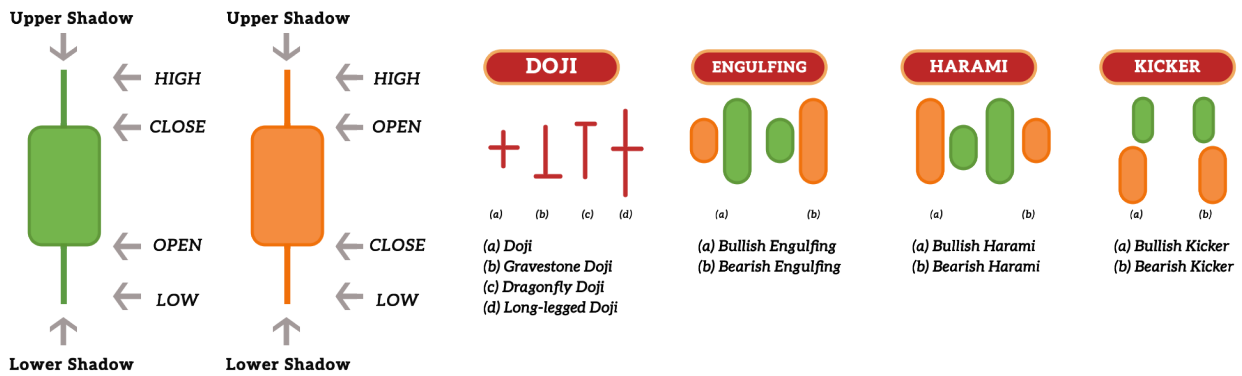 Upper Shadow
HIGH
CLOSE
OPEN
LOW
Lower Shadow
Upper Shadow
HIGH
OPEN
CLOSE
LOW
Lower Shadow
DOJI
(a) (b) (c) (d)
(a) Doji
(b) Gravestone Doji
(c) Dragonfly Doji
(d) Long-legged Doji
ENGULFING
(a) (b)
(a) Bullish Engulfing
(b) Bearish Engulfing
HARAMI
(a) (b)
(a) Bullish Harami
(b) Bearish Harami
KICKER
(a) (b)
(a) Bullish Kicker
(b) Bearish Kicker